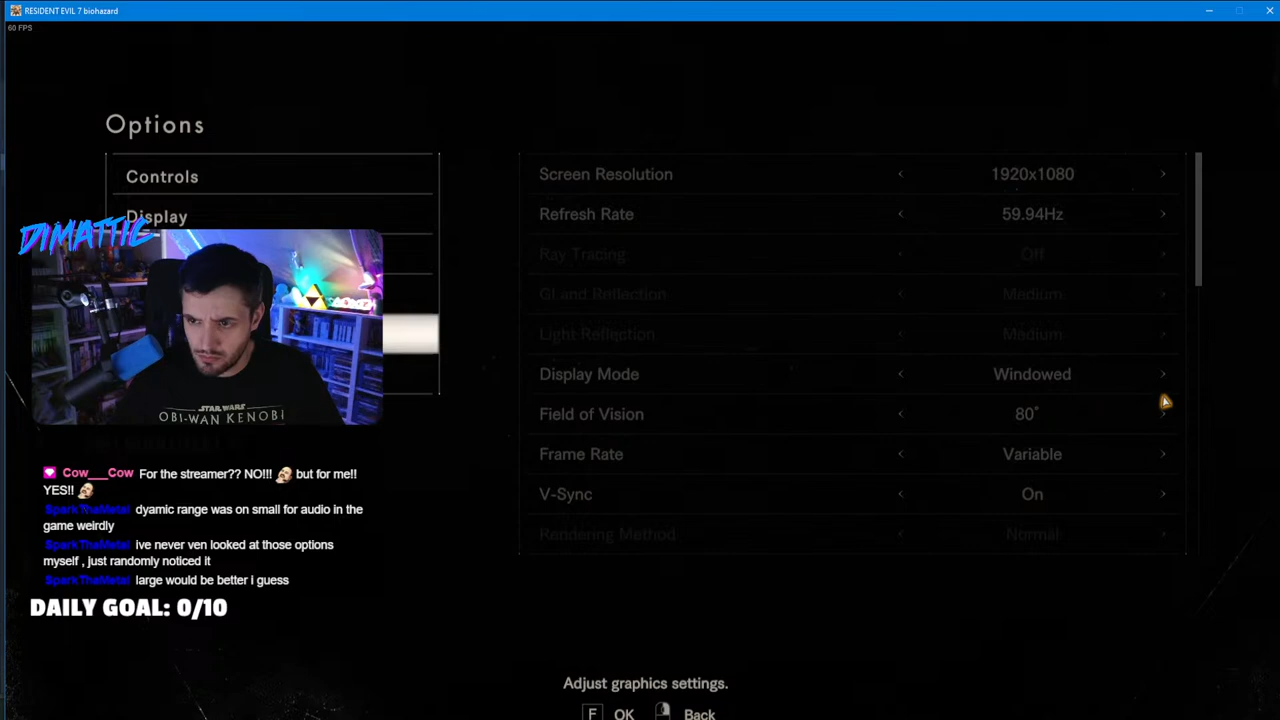 RESIDENT EVIL 7 biohazard
60 FPS
Options
Controls
Display
Screen Resolution 1920x1080
Refresh Rate 59.94Hz
Ray Tracing Off
GI and Reflection Medium
Light Reflection Medium
Display Mode Windowed
Field of Vision 80°
Frame Rate Variable
V-Sync On
Rendering Method Normal
DIMATTIC
STAR WARS
OBI-WAN KENOBI
Cow___Cow For the streamer?? NO!!! but for me!!
YES!!
SparkThaMetal dyamic range was on small for audio in the
game weirdly
SparkThaMetal ive never ven looked at those options
myself , just randomly noticed it
SparkThaMetal large would be better i guess
DAILY GOAL: 0/10
Adjust graphics settings.
F OK Back